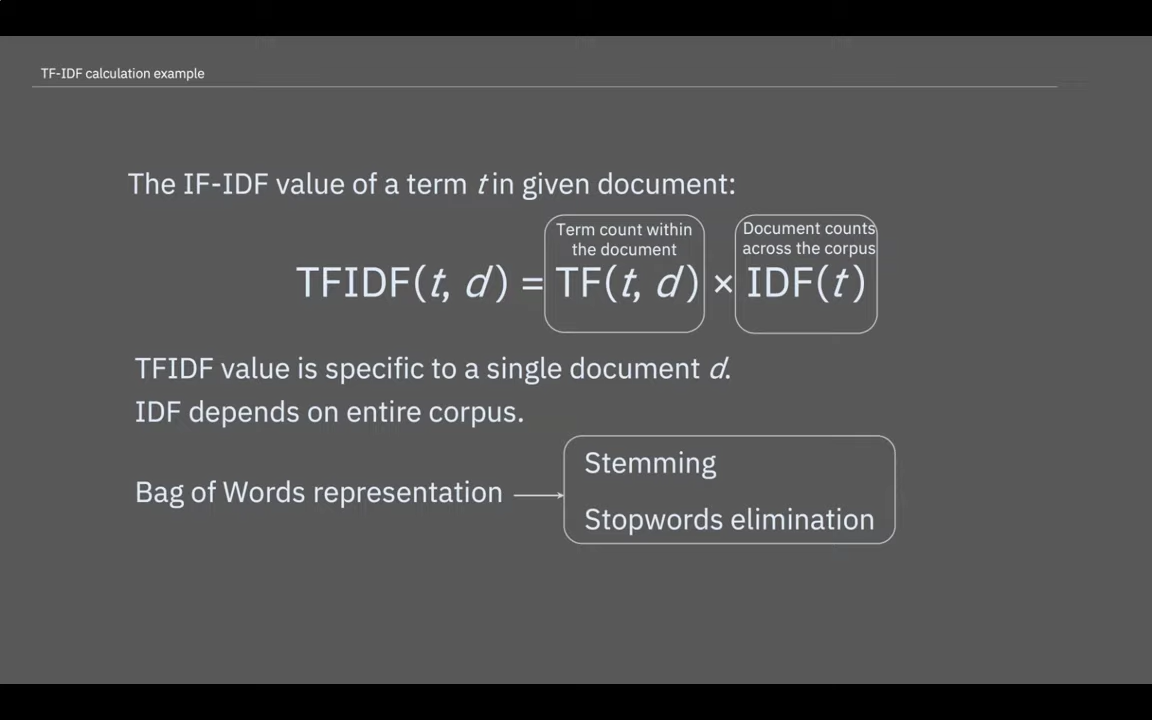 TF-IDF calculation example
The IF-IDF value of a term t in given document:
Term count within
the document
Document counts
across the corpus
TFIDF(t, d) = TF(t, d) × IDF(t)
TFIDF value is specific to a single document d.
IDF depends on entire corpus.
Stemming
Bag of Words representation
Stopwords elimination